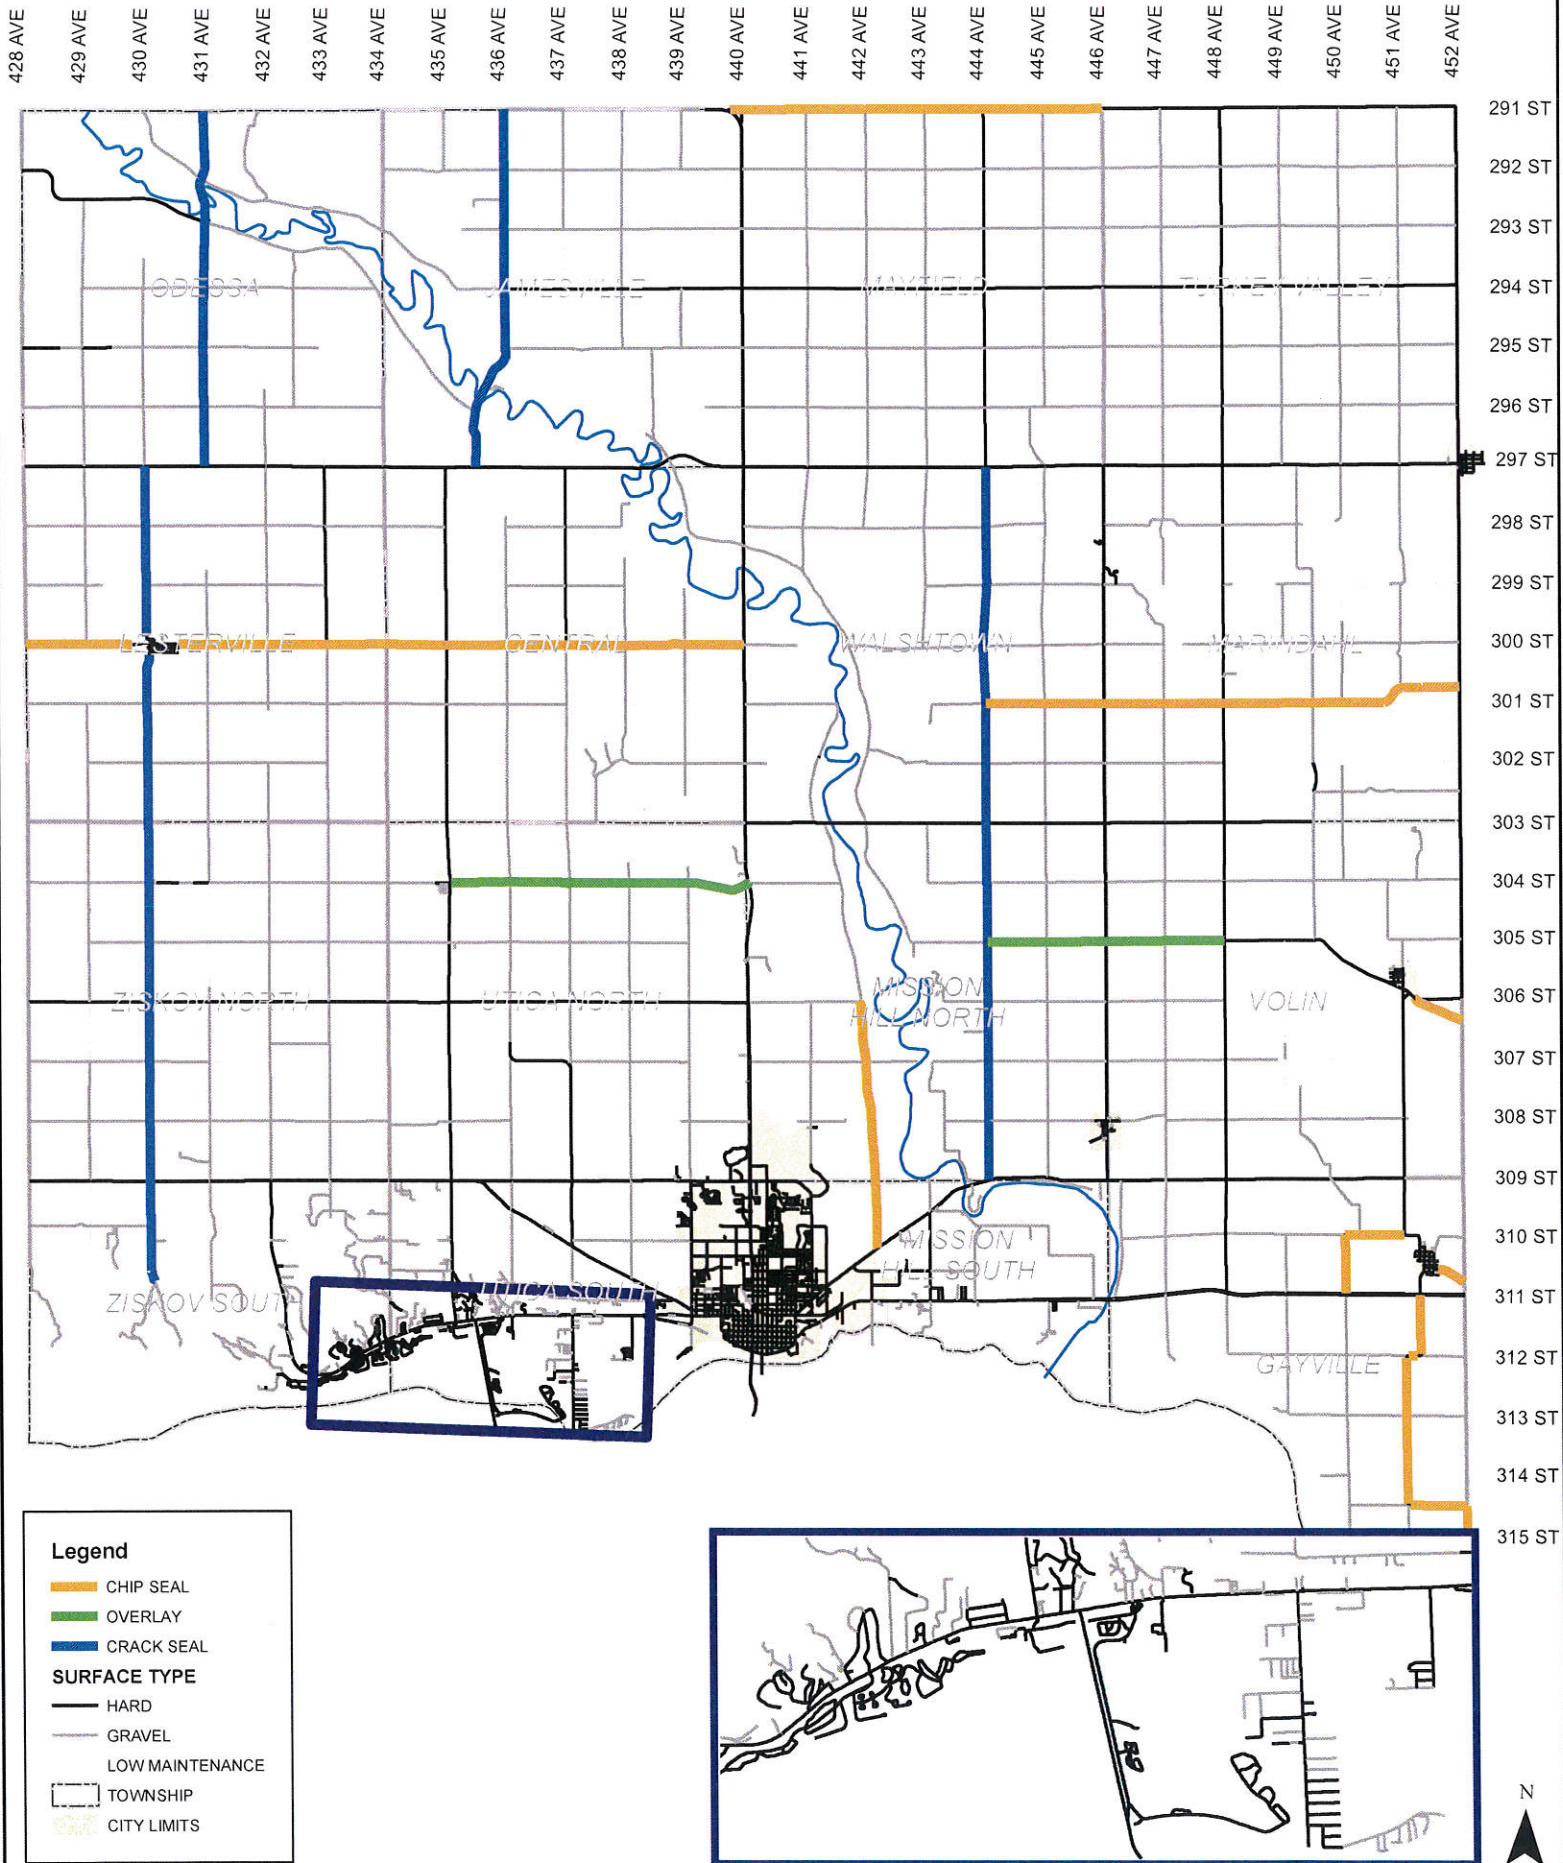 428 AVE
429 AVE
430 AVE
431 AVE
432 AVE
433 AVE
434 AVE
435 AVE
436 AVE
437 AVE
438 AVE
439 AVE
440 AVE
441 AVE
442 AVE
443 AVE
444 AVE
445 AVE
446 AVE
447 AVE
448 AVE
449 AVE
450 AVE
451 AVE
452 AVE
291 ST
292 ST
293 ST
ODESSA
JAMESVILLE
MAYFIELD
TURKEY VALLEY
294 ST
295 ST
296 ST
297 ST
298 ST
299 ST
LESTERVILLE
CENTRAL
WALSHTOWN
MARINDAHL
300 ST
301 ST
302 ST
303 ST
304 ST
305 ST
ZISKOV NORTH
UTICA NORTH
MISSION
HILL NORTH
VOLIN
306 ST
307 ST
308 ST
309 ST
310 ST
MISSION
HILL SOUTH
ZISKOV SOUTH
UTICA SOUTH
311 ST
GAYVILLE
312 ST
313 ST
314 ST
315 ST
Legend
CHIP SEAL
OVERLAY
CRACK SEAL
SURFACE TYPE
HARD
GRAVEL
LOW MAINTENANCE
TOWNSHIP
CITY LIMITS
N